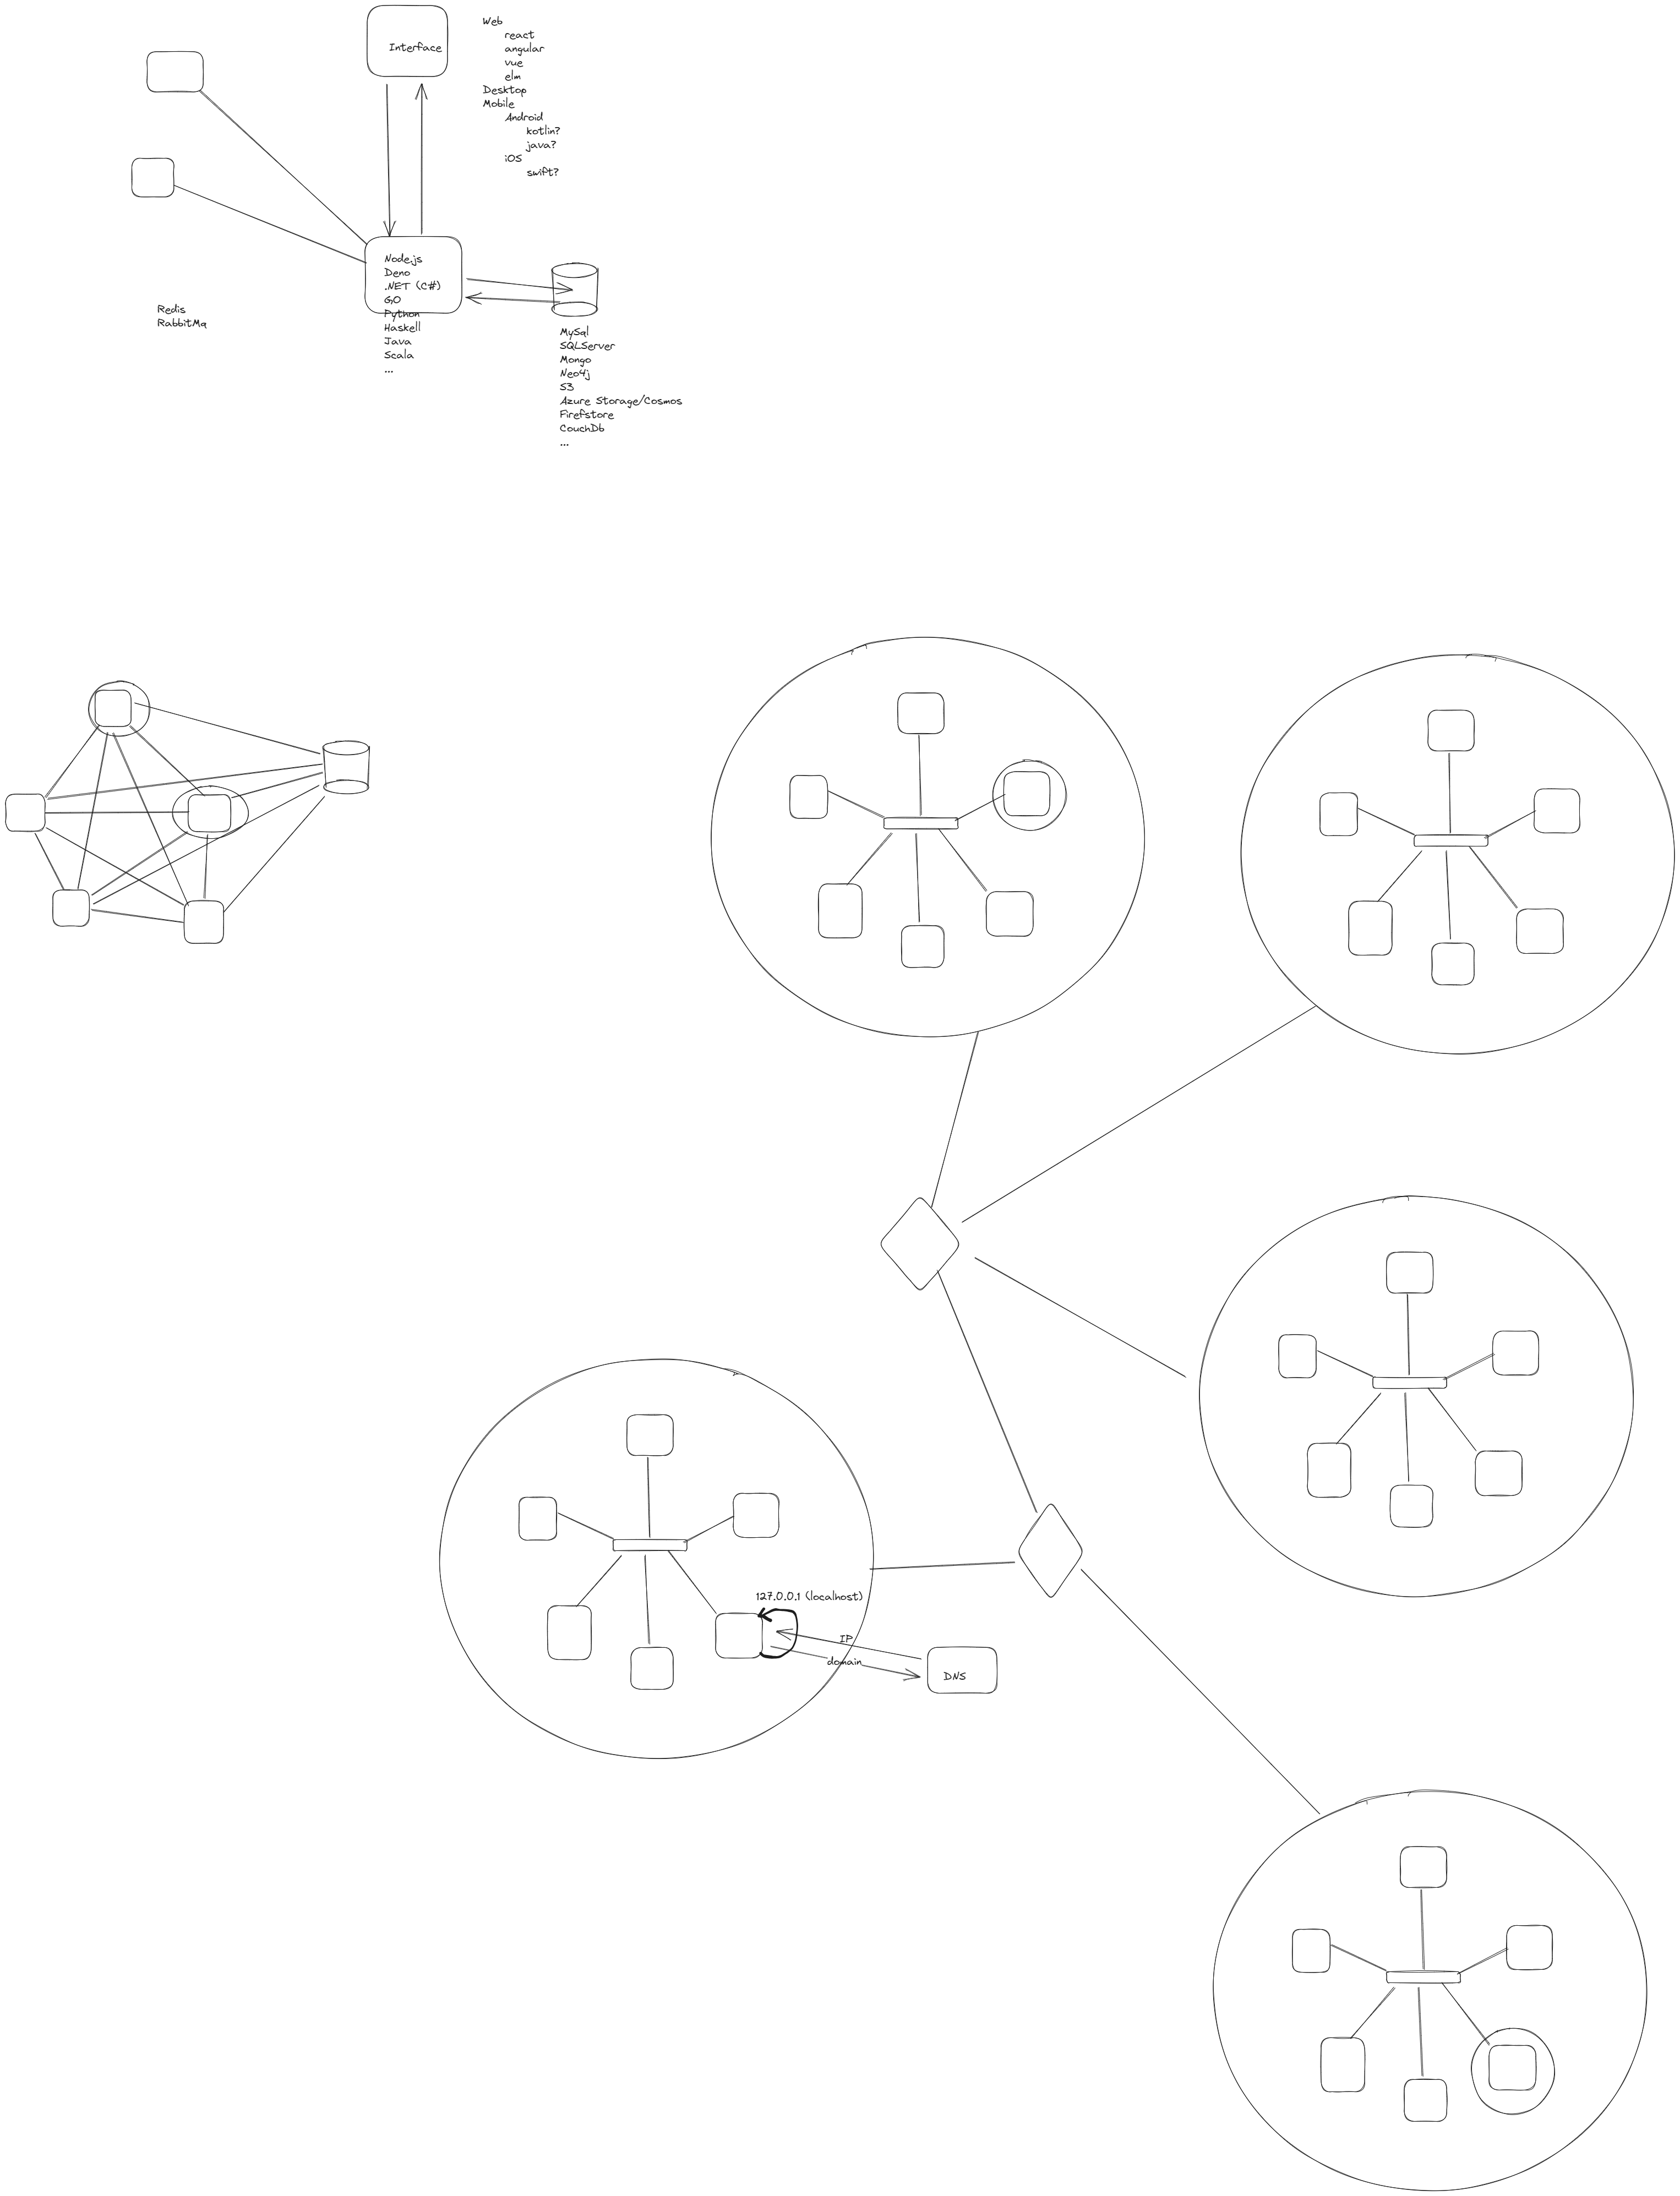 Interface
Web
react
angular
vue
elm
Desktop
Mobile
Android
kotlin?
java?
iOS
swift?
Node.js
Deno
.NET (C#)
GO
Python
Haskell
Java
Scala
...
Redis
RabbitMq
MySql
SQLServer
Mongo
Neo4j
S3
Azure Storage/Cosmos
Firefstore
CouchDb
...
127.0.0.1 (localhost)
IP
domain
DNS